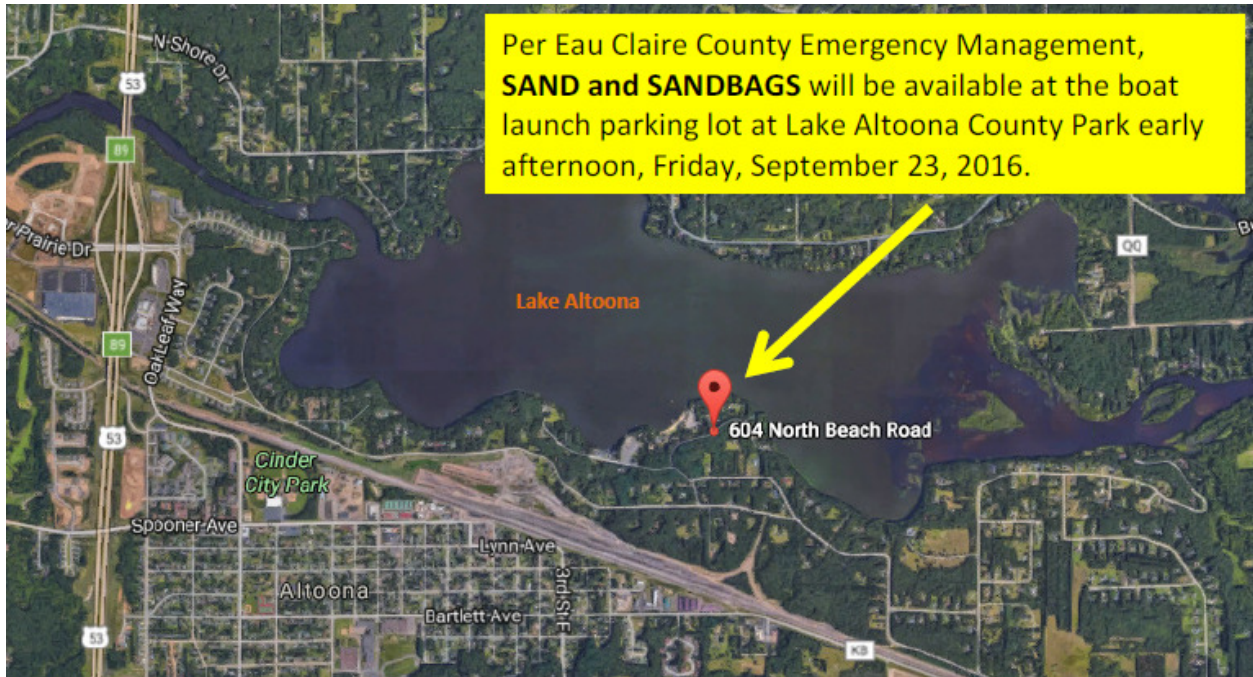 Per Eau Claire County Emergency Management,
SAND and SANDBAGS will be available at the boat
launch parking lot at Lake Altoona County Park early
afternoon, Friday, September 23, 2016.
N Shore Dr
53
89
Prairie Dr
QQ
Lake Altoona
OakLeaf Way
89
604 North Beach Road
53
Cinder
City Park
Spooner Ave
Lynn Ave
3rd St E
Altoona
Bartlett Ave
53
KB